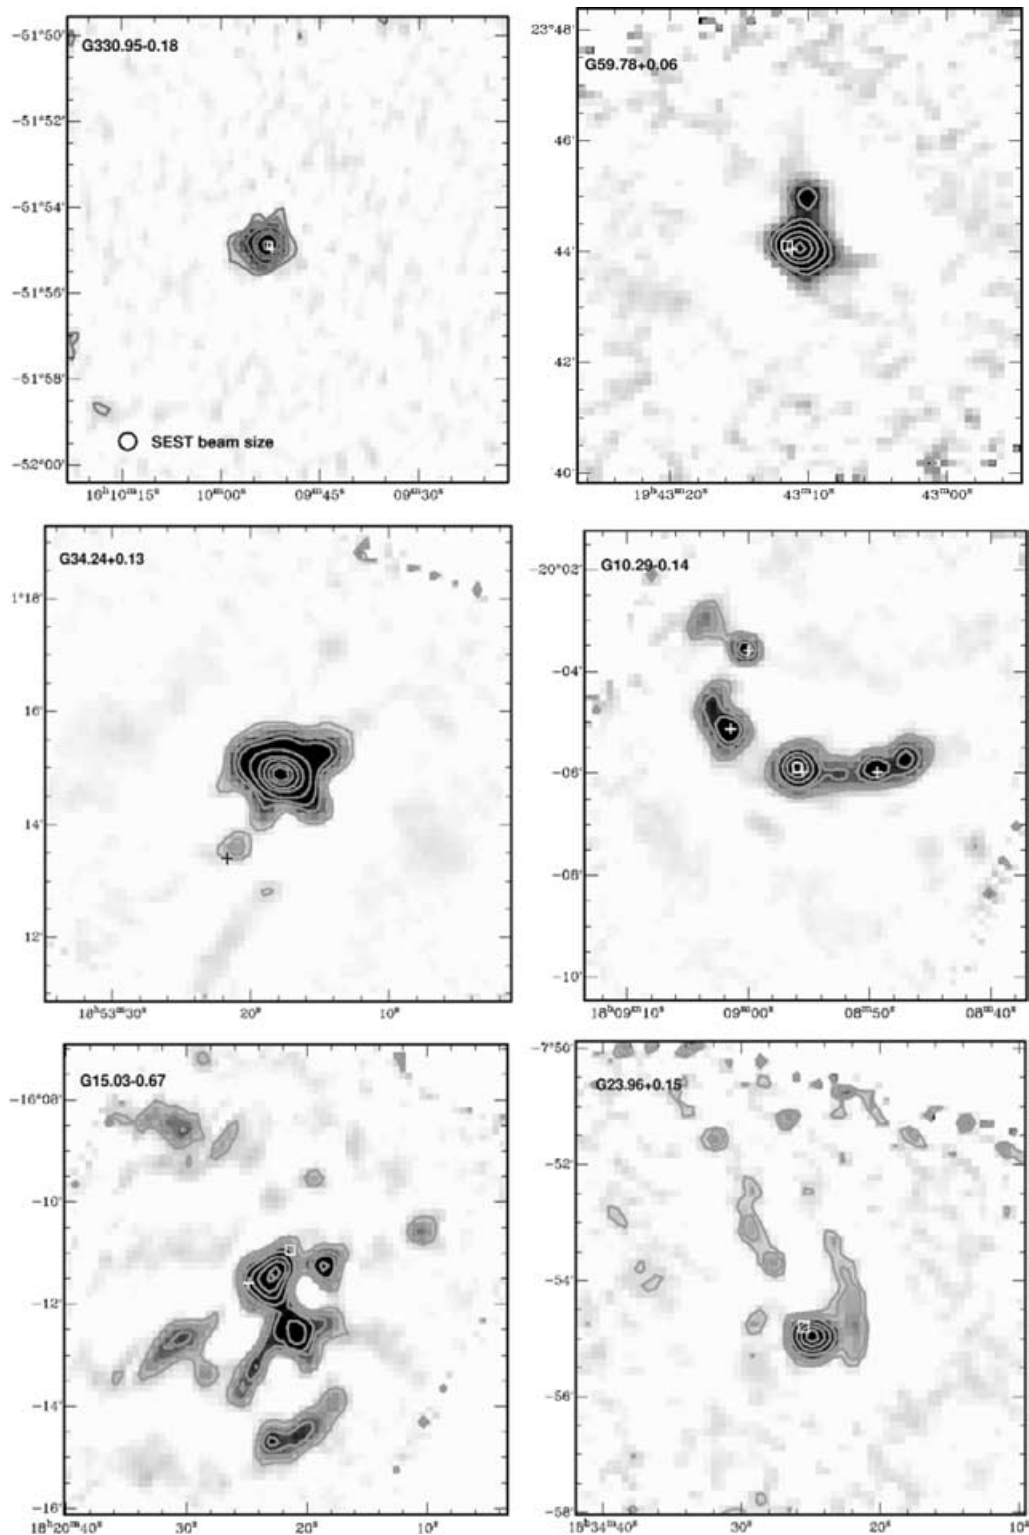 G330.95-0.18
-51°50'
-51°52'
-51°54'
-51°56'
-51°58'
-52°00'
SEST beam size
16ʰ10ᵐ15ˢ 10ᵐ00ˢ 09ᵐ45ˢ 09ᵐ30ˢ
G59.78+0.06
23°48'
46'
44'
42'
40'
19ʰ43ᵐ20ˢ 43ᵐ10ˢ 43ᵐ00ˢ
G34.24+0.13
1°18'
16'
14'
12'
18ʰ53ᵐ30ˢ 20ˢ 10ˢ
G10.29-0.14
-20°02'
-04'
-06'
-08'
-10'
18ʰ09ᵐ10ˢ 09ᵐ00ˢ 08ᵐ50ˢ 08ᵐ40ˢ
G15.03-0.67
-16°08'
-10'
-12'
-14'
-16'
18ʰ20ᵐ40ˢ 30ˢ 20ˢ 10ˢ
G23.96+0.15
-7°50'
-52'
-54'
-56'
-58'
18ʰ34ᵐ40ˢ 30ˢ 20ˢ 10ˢ